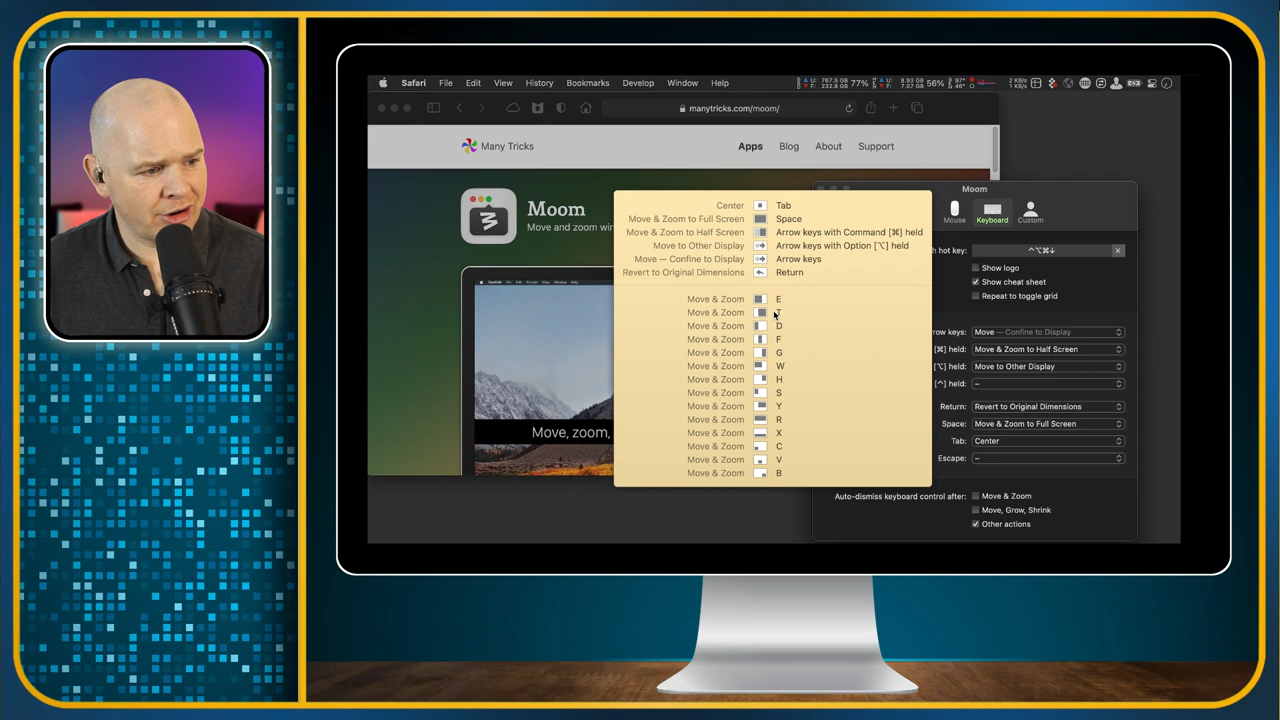 Safari File Edit View History Bookmarks Develop Window Help
77% 56%
manytricks.com/moom/
Many Tricks
Apps Blog About Support
Moom
Move and zoom win
Move, zoom,
Center Tab
Move & Zoom to Full Screen Space
Move & Zoom to Half Screen Arrow keys with Command [⌘] held
Move to Other Display Arrow keys with Option [⌥] held
Move — Confine to Display Arrow keys
Revert to Original Dimensions Return
Move & Zoom E
Move & Zoom T
Move & Zoom D
Move & Zoom F
Move & Zoom G
Move & Zoom W
Move & Zoom H
Move & Zoom S
Move & Zoom Y
Move & Zoom R
Move & Zoom X
Move & Zoom C
Move & Zoom V
Move & Zoom B
Moom
Mouse Keyboard Custom
h hot key: ^⌥⌘↓
Show logo
Show cheat sheet
Repeat to toggle grid
rrow keys: Move — Confine to Display
[⌘] held: Move & Zoom to Half Screen
[⌥] held: Move to Other Display
[^] held: –
Return: Revert to Original Dimensions
Space: Move & Zoom to Full Screen
Tab: Center
Escape: –
Auto-dismiss keyboard control after: Move & Zoom
Move, Grow, Shrink
Other actions